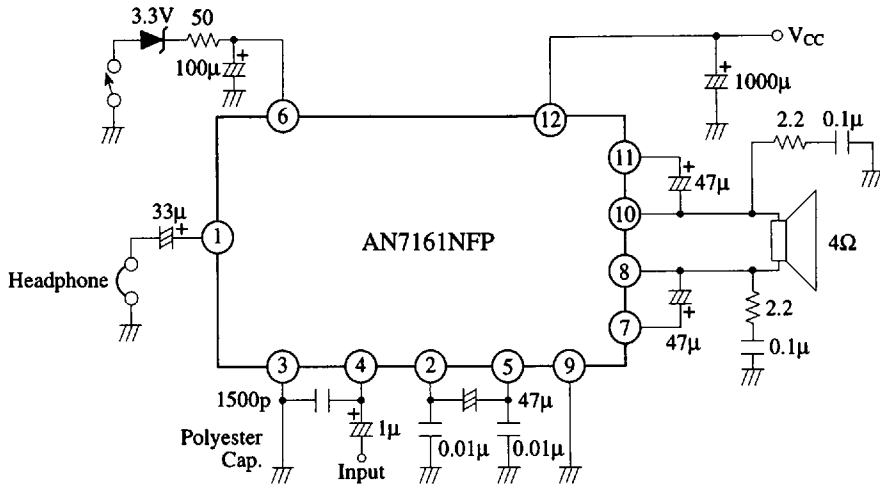 3.3V
50
100μ
VCC
1000μ
6
12
2.2
0.1μ
11
47μ
10
33μ
1
AN7161NFP
4Ω
Headphone
8
2.2
7
47μ
0.1μ
3
4
2
5
9
1500p
47μ
Polyester
Cap.
1μ
0.01μ
0.01μ
Input